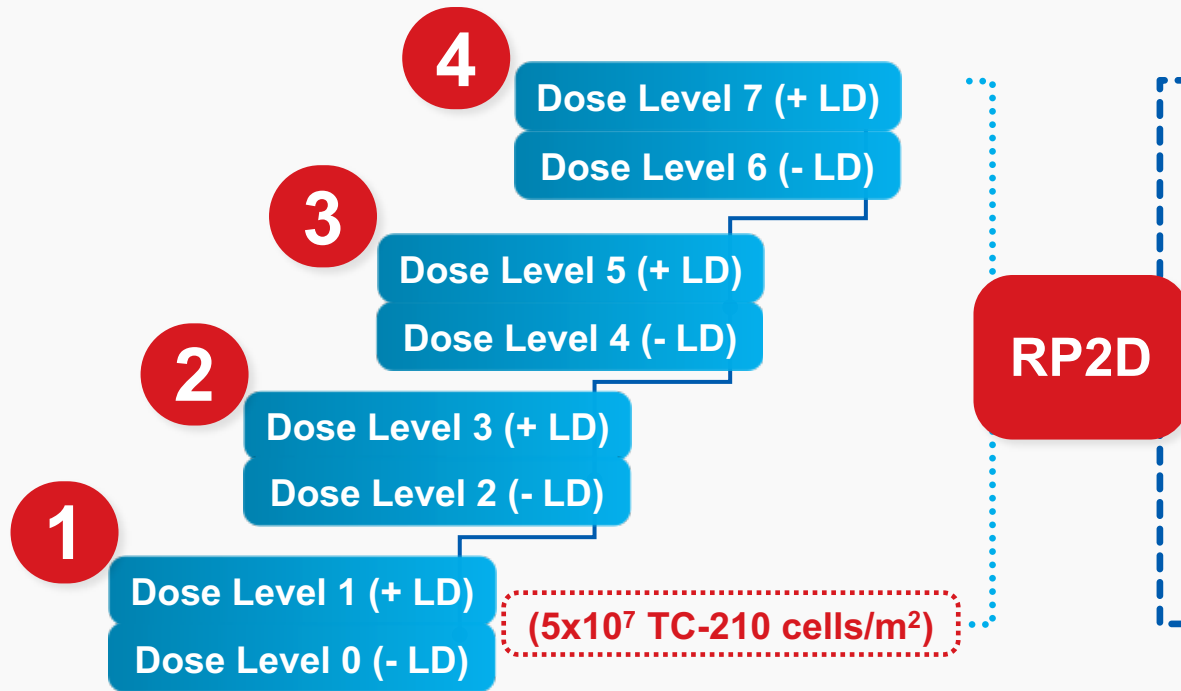 4
Dose Level 7 (+ LD)
Dose Level 6 (- LD)
3
Dose Level 5 (+ LD)
Dose Level 4 (- LD)
RP2D
2
Dose Level 3 (+ LD)
Dose Level 2 (- LD)
1
Dose Level 1 (+ LD)
(5x10⁷ TC-210 cells/m²)
Dose Level 0 (- LD)